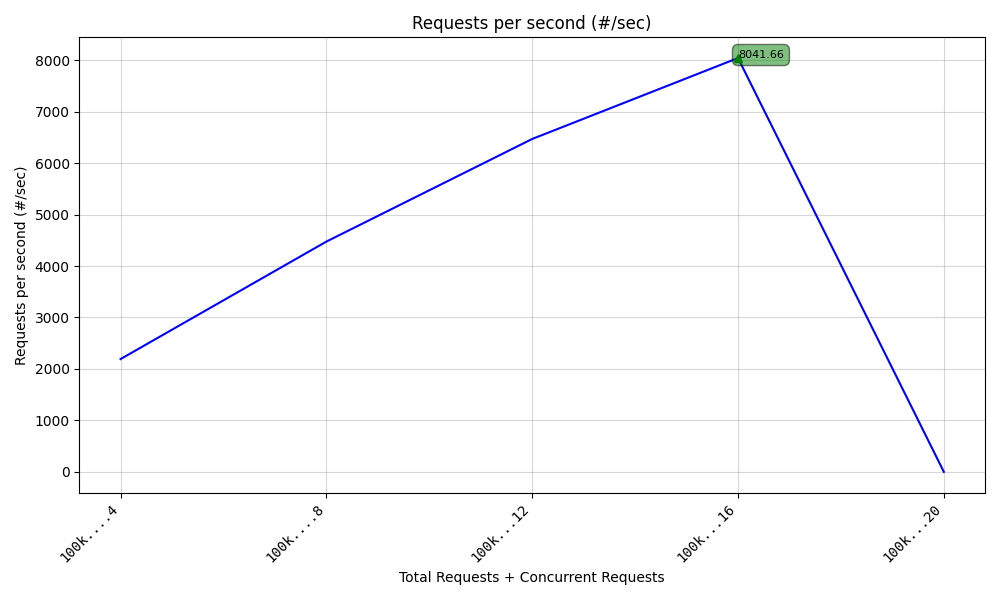 Requests per second (#/sec)
8041.66
8000
7000
6000
5000
4000
3000
2000
1000
0
Requests per second (#/sec)
100k....4
100k....8
100k...12
100k...16
100k...20
Total Requests + Concurrent Requests